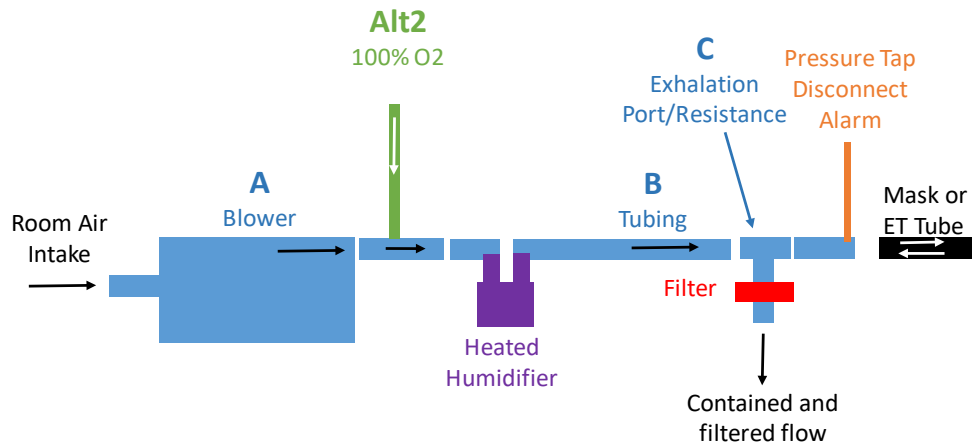 Alt2
100% O2
C
Exhalation
Port/Resistance
Pressure Tap
Disconnect
Alarm
A
Blower
B
Tubing
Room Air
Intake
Mask or
ET Tube
Filter
Heated
Humidifier
Contained and
filtered flow